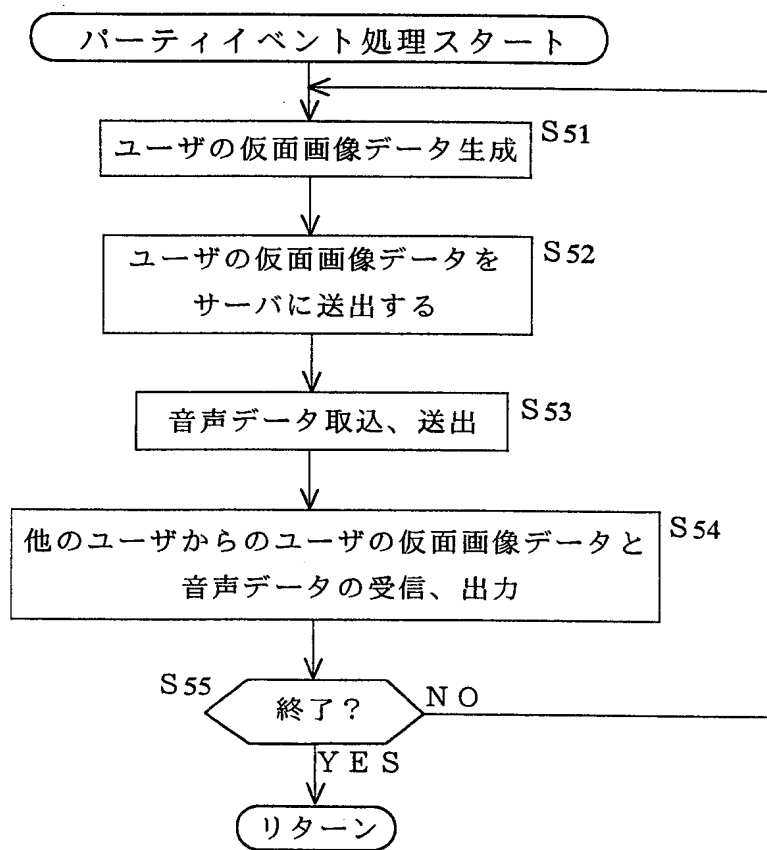 パーティイベント処理スタート
ユーザの仮面画像データ生成
S51
ユーザの仮面画像データを
サーバに送出する
S52
音声データ取込、送出
S53
他のユーザからのユーザの仮面画像データと
音声データの受信、出力
S54
S55
終了？
NO
YES
リターン